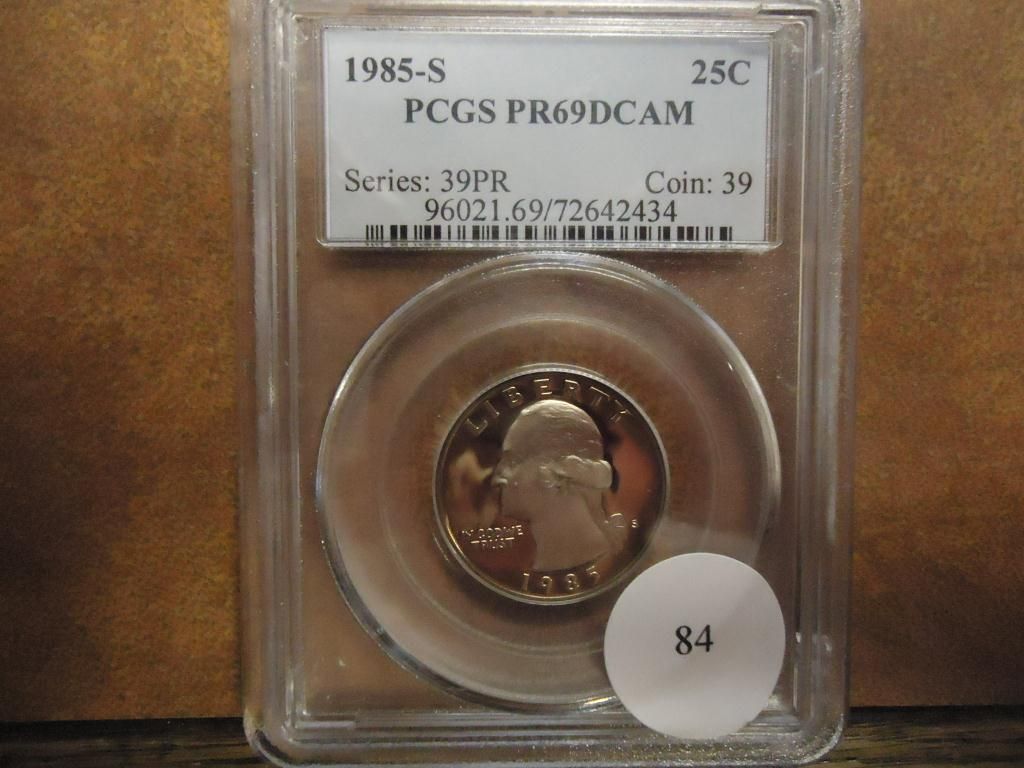 1985-S 25C
PCGS PR69DCAM
Series: 39PR Coin: 39
96021.69/72642434
LIBERTY
IN GOD WE
TRUST
S
1985
84